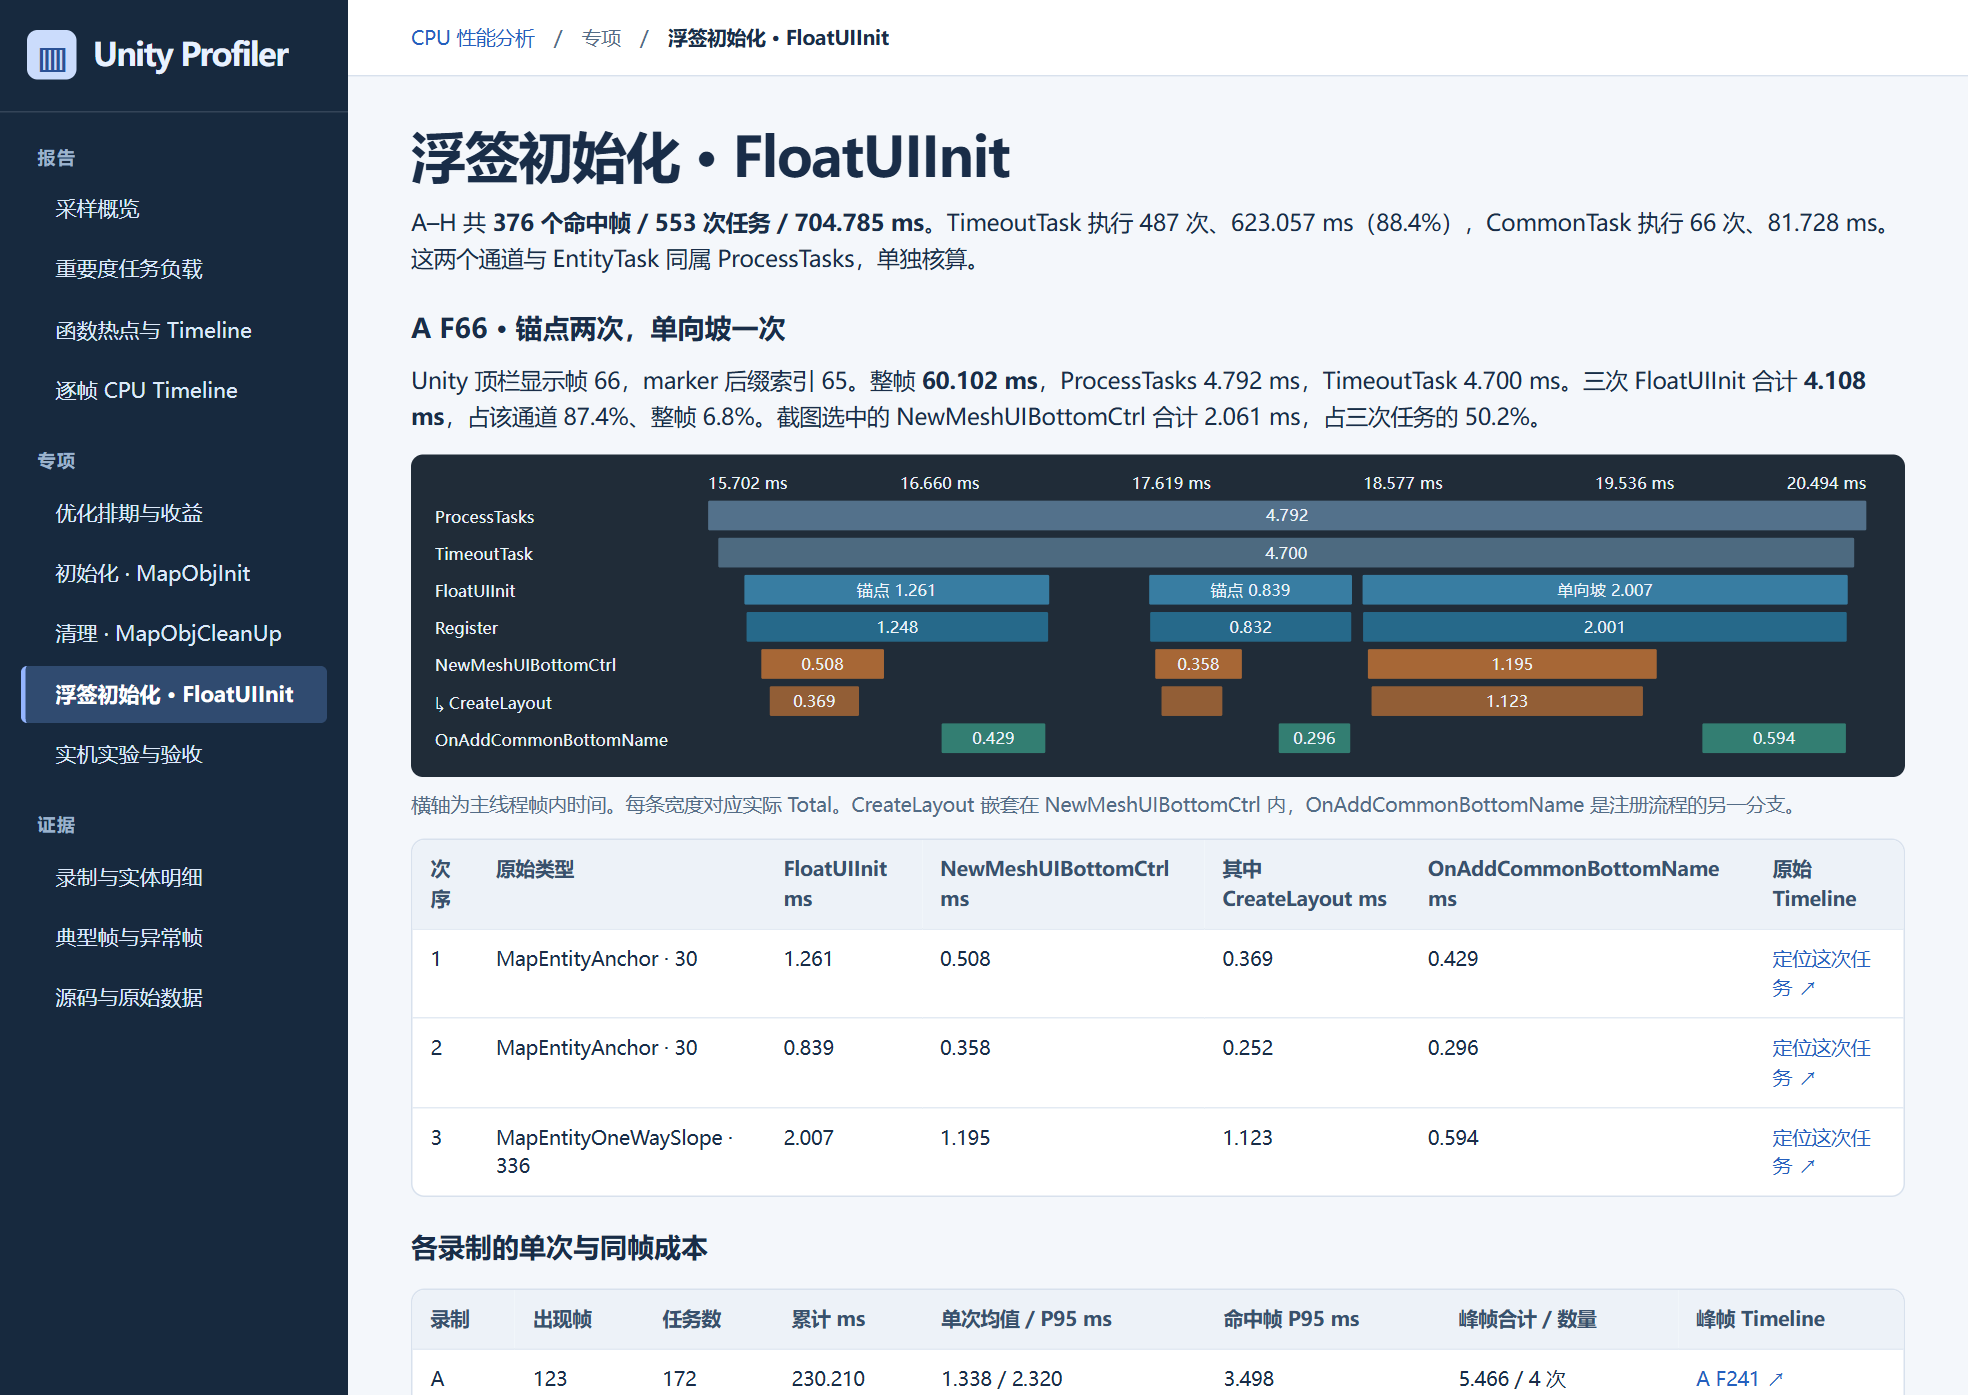 Unity Profiler
报告
采样概览
重要度任务负载
函数热点与 Timeline
逐帧 CPU Timeline
专项
优化排期与收益
初始化 · MapObjInit
清理 · MapObjCleanUp
浮签初始化 • FloatUIInit
实机实验与验收
证据
录制与实体明细
典型帧与异常帧
源码与原始数据
CPU 性能分析 / 专项 / 浮签初始化 • FloatUIInit
浮签初始化 • FloatUIInit
A–H 共 376 个命中帧 / 553 次任务 / 704.785 ms。TimeoutTask 执行 487 次、623.057 ms（88.4%），CommonTask 执行 66 次、81.728 ms。
这两个通道与 EntityTask 同属 ProcessTasks，单独核算。
A F66 • 锚点两次，单向坡一次
Unity 顶栏显示帧 66，marker 后缀索引 65。整帧 60.102 ms，ProcessTasks 4.792 ms，TimeoutTask 4.700 ms。三次 FloatUIInit 合计 4.108
ms，占该通道 87.4%、整帧 6.8%。截图选中的 NewMeshUIBottomCtrl 合计 2.061 ms，占三次任务的 50.2%。
15.702 ms 16.660 ms 17.619 ms 18.577 ms 19.536 ms 20.494 ms
ProcessTasks 4.792
TimeoutTask 4.700
FloatUIInit 锚点 1.261 锚点 0.839 单向坡 2.007
Register 1.248 0.832 2.001
NewMeshUIBottomCtrl 0.508 0.358 1.195
↳ CreateLayout 0.369 1.123
OnAddCommonBottomName 0.429 0.296 0.594
横轴为主线程帧内时间。每条宽度对应实际 Total。CreateLayout 嵌套在 NewMeshUIBottomCtrl 内，OnAddCommonBottomName 是注册流程的另一分支。
次 原始类型 FloatUIInit NewMeshUIBottomCtrl 其中 OnAddCommonBottomName 原始
序 ms ms CreateLayout ms ms Timeline
1 MapEntityAnchor · 30 1.261 0.508 0.369 0.429 定位这次任
务 ↗
2 MapEntityAnchor · 30 0.839 0.358 0.252 0.296 定位这次任
务 ↗
3 MapEntityOneWaySlope · 2.007 1.195 1.123 0.594 定位这次任
336 务 ↗
各录制的单次与同帧成本
录制 出现帧 任务数 累计 ms 单次均值 / P95 ms 命中帧 P95 ms 峰帧合计 / 数量 峰帧 Timeline
A 123 172 230.210 1.338 / 2.320 3.498 5.466 / 4 次 A F241 ↗